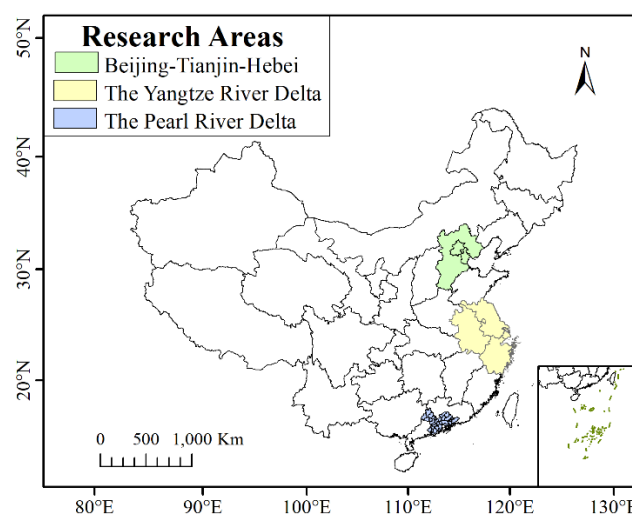 Research Areas
Beijing-Tianjin-Hebei
The Yangtze River Delta
The Pearl River Delta
N
50°N
40°N
30°N
20°N
0 500 1,000 Km
80°E 90°E 100°E 110°E 120°E 130°E